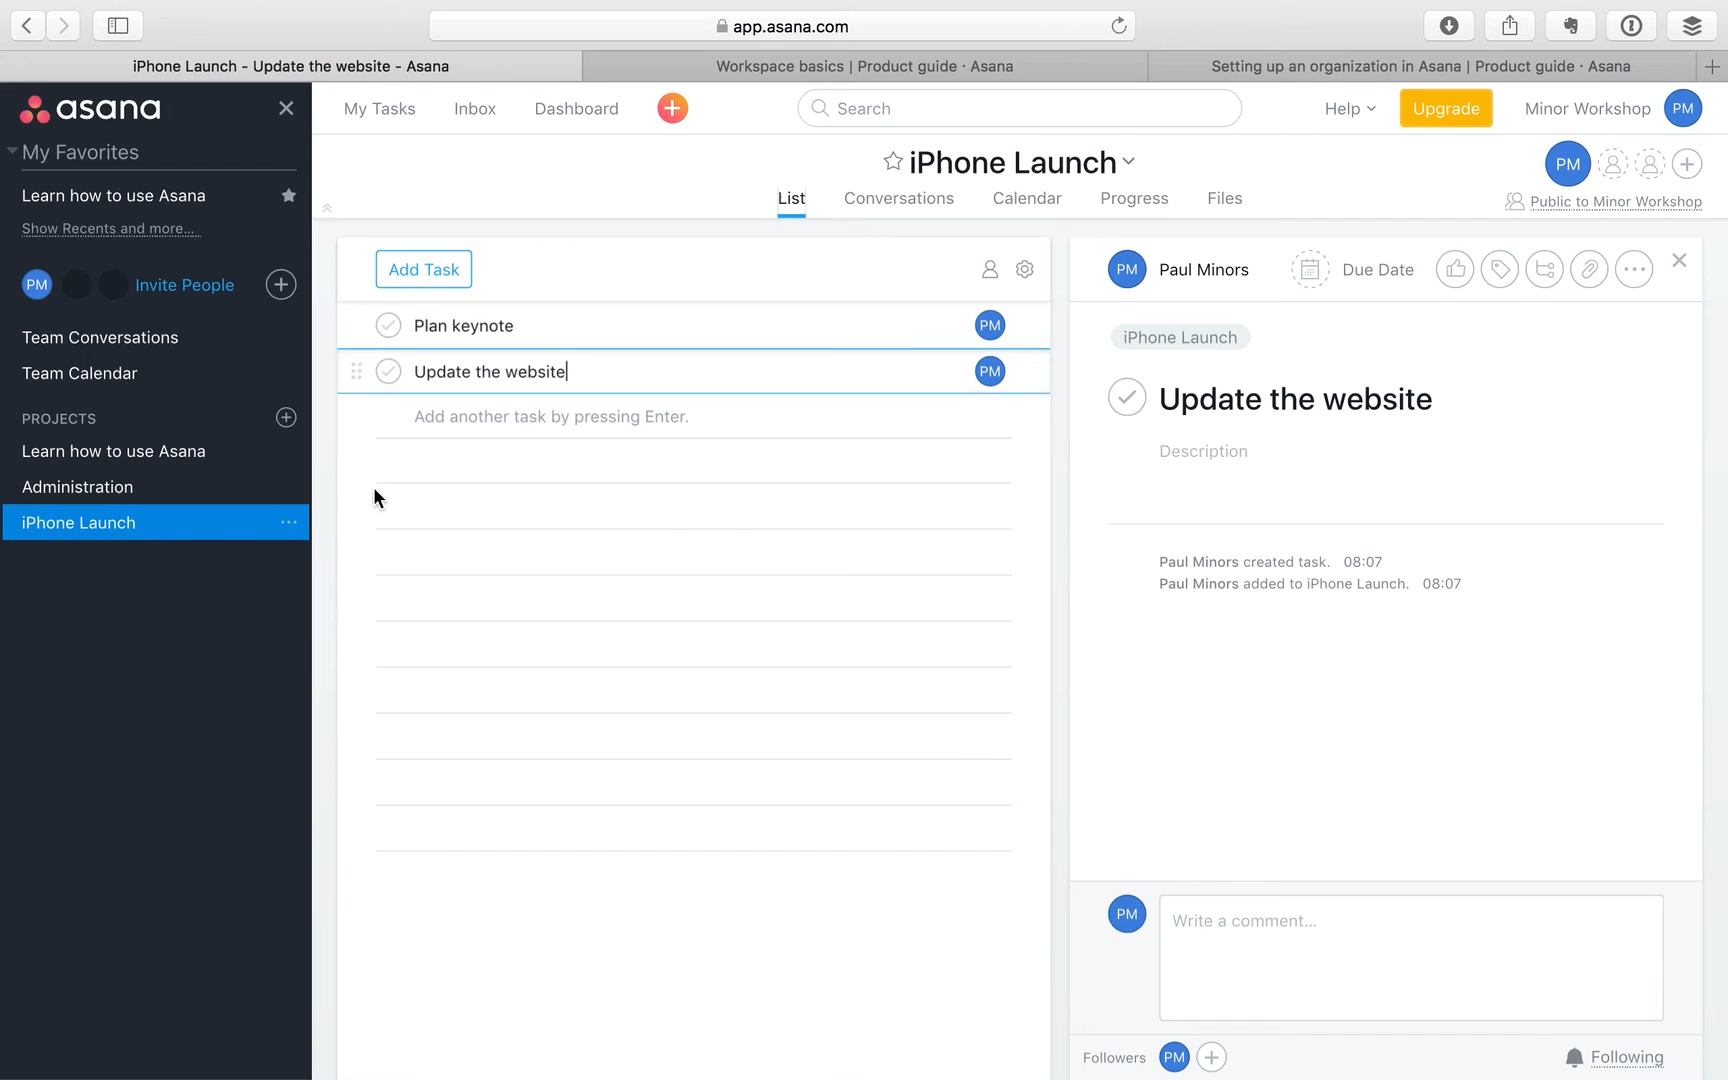 app.asana.com
iPhone Launch - Update the website - Asana
Workspace basics | Product guide · Asana
Setting up an organization in Asana | Product guide · Asana
asana
My Tasks
Inbox
Dashboard
Search
Help
Upgrade
Minor Workshop
PM
My Favorites
Learn how to use Asana
Show Recents and more...
PM
Invite People
Team Conversations
Team Calendar
PROJECTS
Learn how to use Asana
Administration
iPhone Launch
iPhone Launch
List
Conversations
Calendar
Progress
Files
PM
Public to Minor Workshop
Add Task
Plan keynote
PM
Update the website
PM
Add another task by pressing Enter.
PM
Paul Minors
Due Date
iPhone Launch
Update the website
Description
Paul Minors created task. 08:07
Paul Minors added to iPhone Launch. 08:07
PM
Write a comment...
Followers
PM
Following